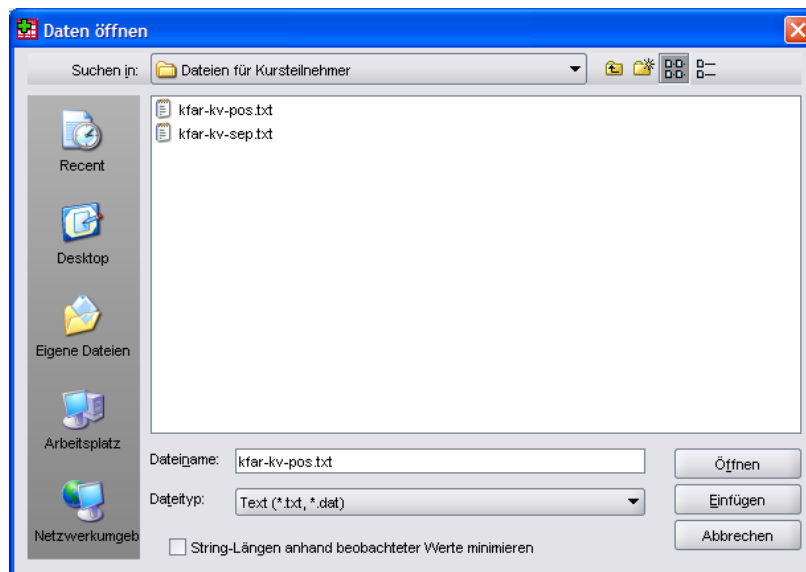 Daten öffnen
Suchen in: Dateien für Kursteilnehmer
kfar-kv-pos.txt
kfar-kv-sep.txt
Recent
Desktop
Eigene Dateien
Arbeitsplatz
Netzwerkumgeb
Dateiname: kfar-kv-pos.txt
Dateityp: Text (*.txt, *.dat)
String-Längen anhand beobachteter Werte minimieren
Öffnen
Einfügen
Abbrechen